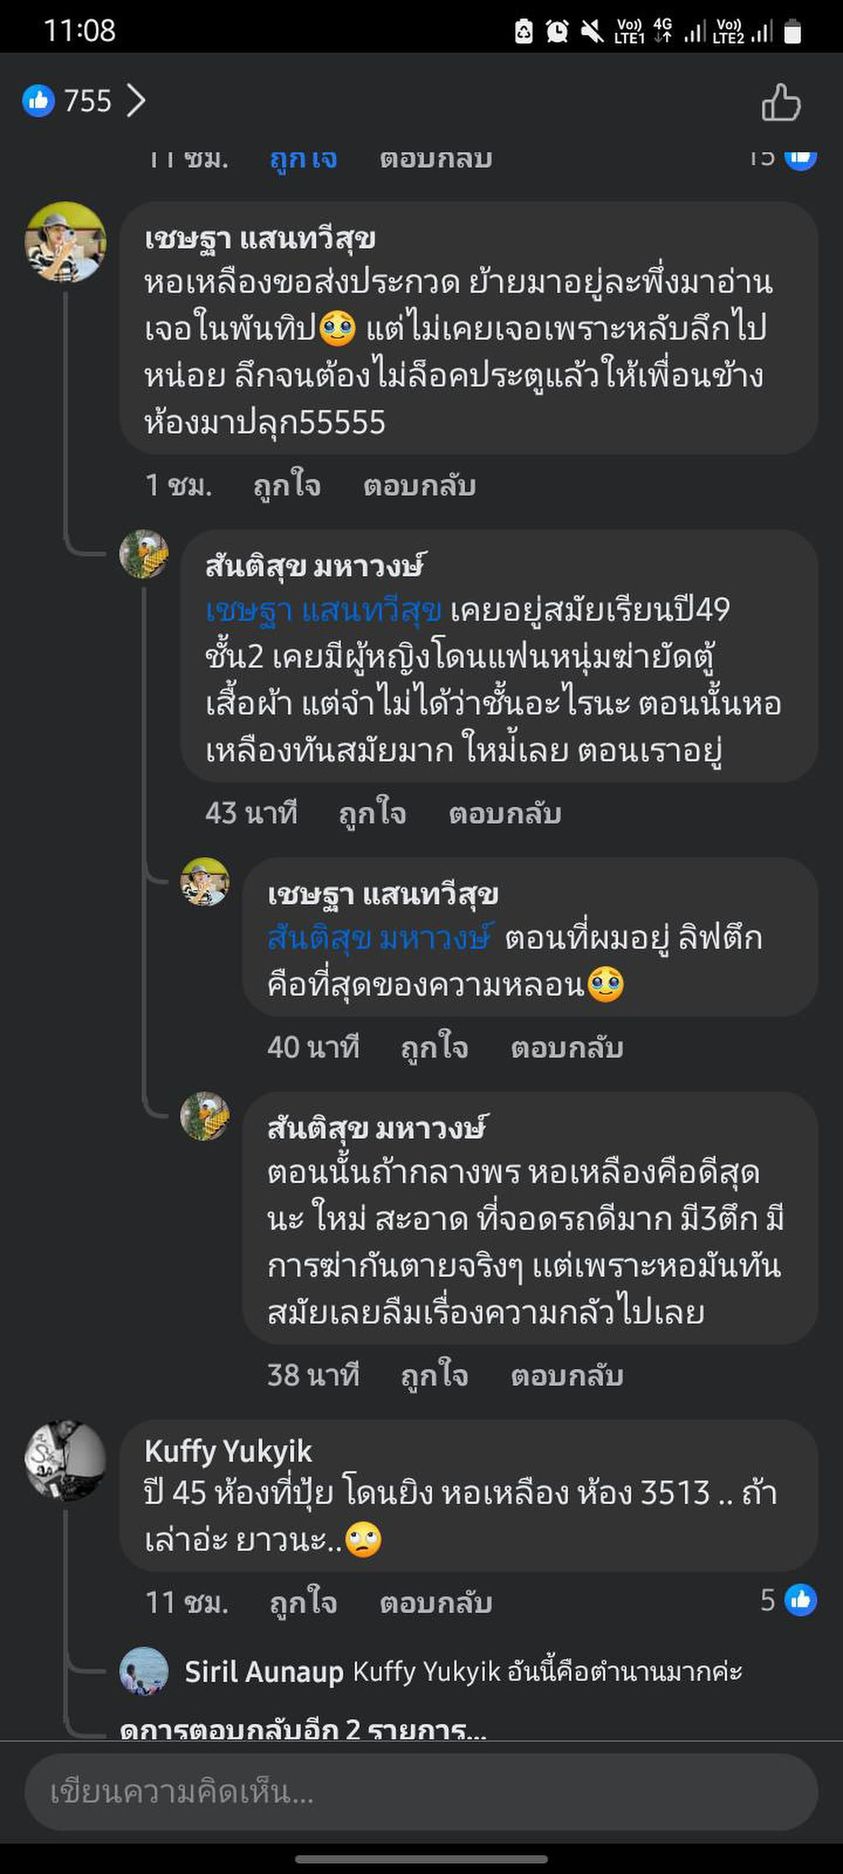 11:08
Vo)) LTE1 4G Vo)) LTE2
755
11 ชม. ถูกใจ ตอบกลับ 15
เชษฐา แสนทวีสุข
หอเหลืองขอส่งประกวด ย้ายมาอยู่ละพึ่งมาอ่าน
เจอในพันทิป🥹 แต่ไม่เคยเจอเพราะหลับลึกไป
หน่อย ลึกจนต้องไม่ล็อคประตูแล้วให้เพื่อนข้าง
ห้องมาปลุก55555
1 ชม. ถูกใจ ตอบกลับ
สันติสุข มหาวงษ์
เชษฐา แสนทวีสุข เคยอยู่สมัยเรียนปี49
ชั้น2 เคยมีผู้หญิงโดนแฟนหนุ่มฆ่ายัดตู้
เสื้อผ้า แต่จำไม่ได้ว่าชั้นอะไรนะ ตอนนั้นหอ
เหลืองทันสมัยมาก ใหม่้เลย ตอนเราอยู่
43 นาที ถูกใจ ตอบกลับ
เชษฐา แสนทวีสุข
สันติสุข มหาวงษ์ ตอนที่ผมอยู่ ลิฟตึก
คือที่สุดของความหลอน🥹
40 นาที ถูกใจ ตอบกลับ
สันติสุข มหาวงษ์
ตอนนั้นถ้ากลางพร หอเหลืองคือดีสุด
นะ ใหม่ สะอาด ที่จอดรถดีมาก มี3ตึก มี
การฆ่ากันตายจริงๆ แต่เพราะหอมันทัน
สมัยเลยลืมเรื่องความกลัวไปเลย
38 นาที ถูกใจ ตอบกลับ
Kuffy Yukyik
ปี 45 ห้องที่ปุ้ย โดนยิง หอเหลือง ห้อง 3513 .. ถ้า
เล่าอ่ะ ยาวนะ..🙄
11 ชม. ถูกใจ ตอบกลับ 5
Siril Aunaup Kuffy Yukyik อันนี้คือตำนานมากค่ะ
ดูการตอบกลับอีก 2 รายการ...
เขียนความคิดเห็น...